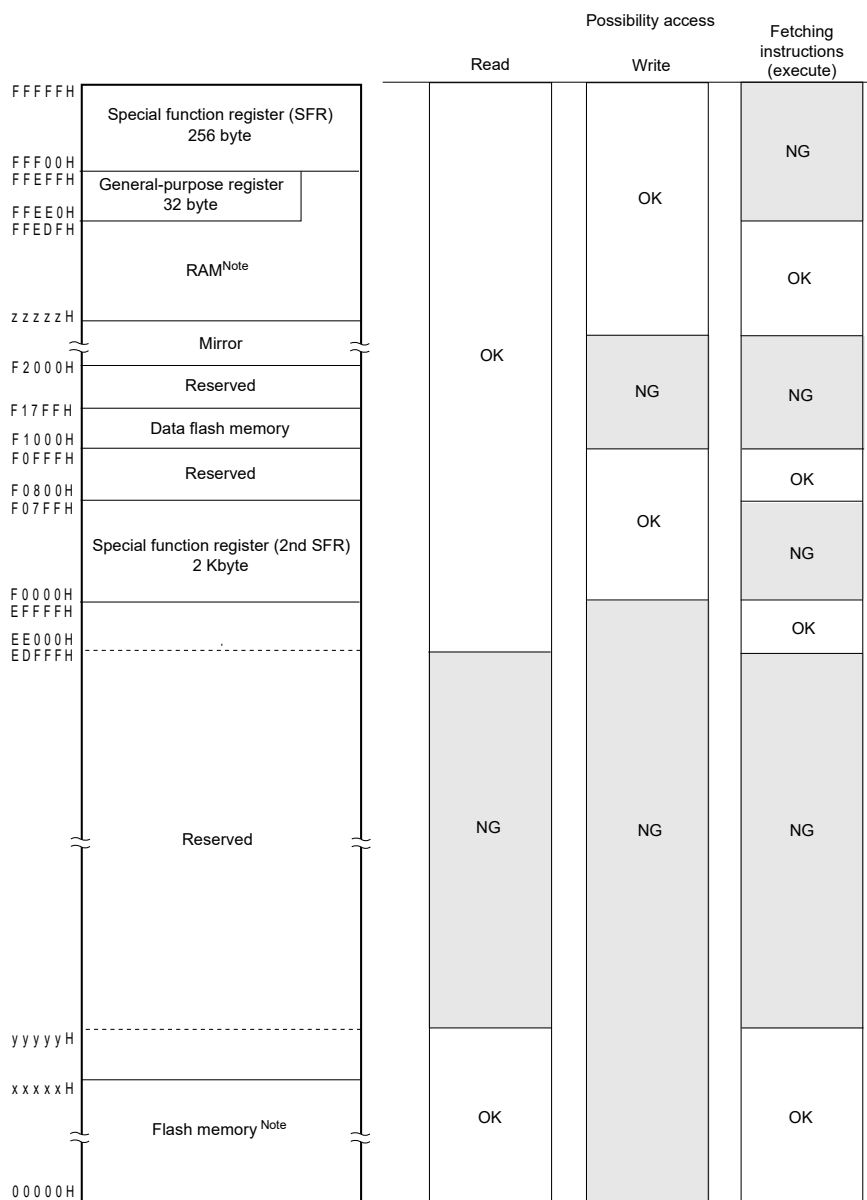 Possibility access
Read
Write
Fetching
instructions
(execute)
FFFFFH
Special function register (SFR)
256 byte
FFF00H
FFEFFH
General-purpose register
32 byte
FFEE0H
FFEDFH
RAMNote
zzzzzH
Mirror
F2000H
Reserved
F17FFH
Data flash memory
F1000H
F0FFFH
Reserved
F0800H
F07FFH
Special function register (2nd SFR)
2 Kbyte
F0000H
EFFFFH
EE000H
EDFFFH
Reserved
yyyyyH
xxxxxH
Flash memory Note
00000H
OK
NG
OK
OK
NG
OK
NG
NG
OK
NG
OK
NG
OK
NG
OK